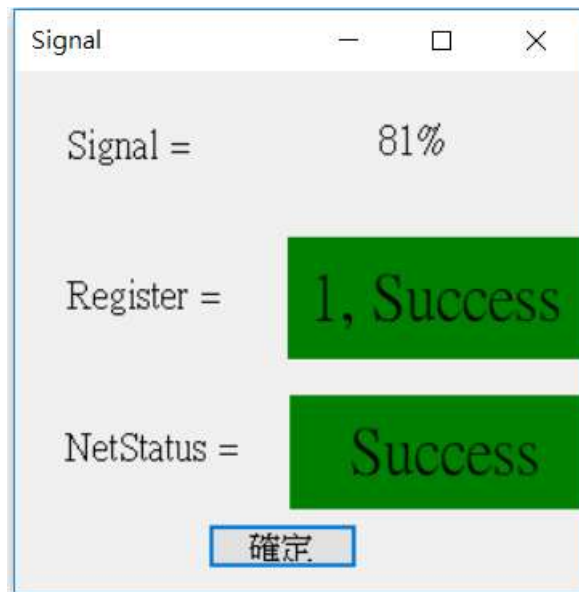 Signal
Signal = 81%
Register = 1, Success
NetStatus = Success
確定